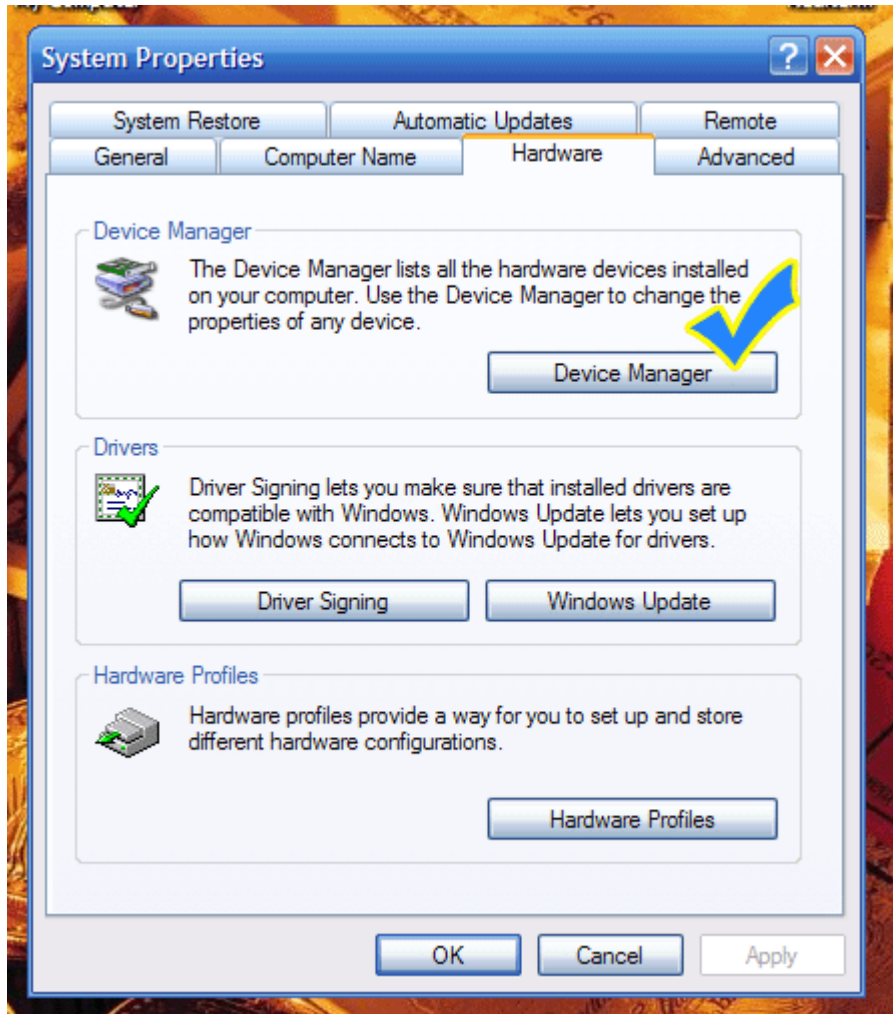 System Properties
System Restore Automatic Updates Remote
General Computer Name Hardware Advanced
Device Manager
The Device Manager lists all the hardware devices installed
on your computer. Use the Device Manager to change the
properties of any device.
Device Manager
Drivers
Driver Signing lets you make sure that installed drivers are
compatible with Windows. Windows Update lets you set up
how Windows connects to Windows Update for drivers.
Driver Signing Windows Update
Hardware Profiles
Hardware profiles provide a way for you to set up and store
different hardware configurations.
Hardware Profiles
OK Cancel Apply